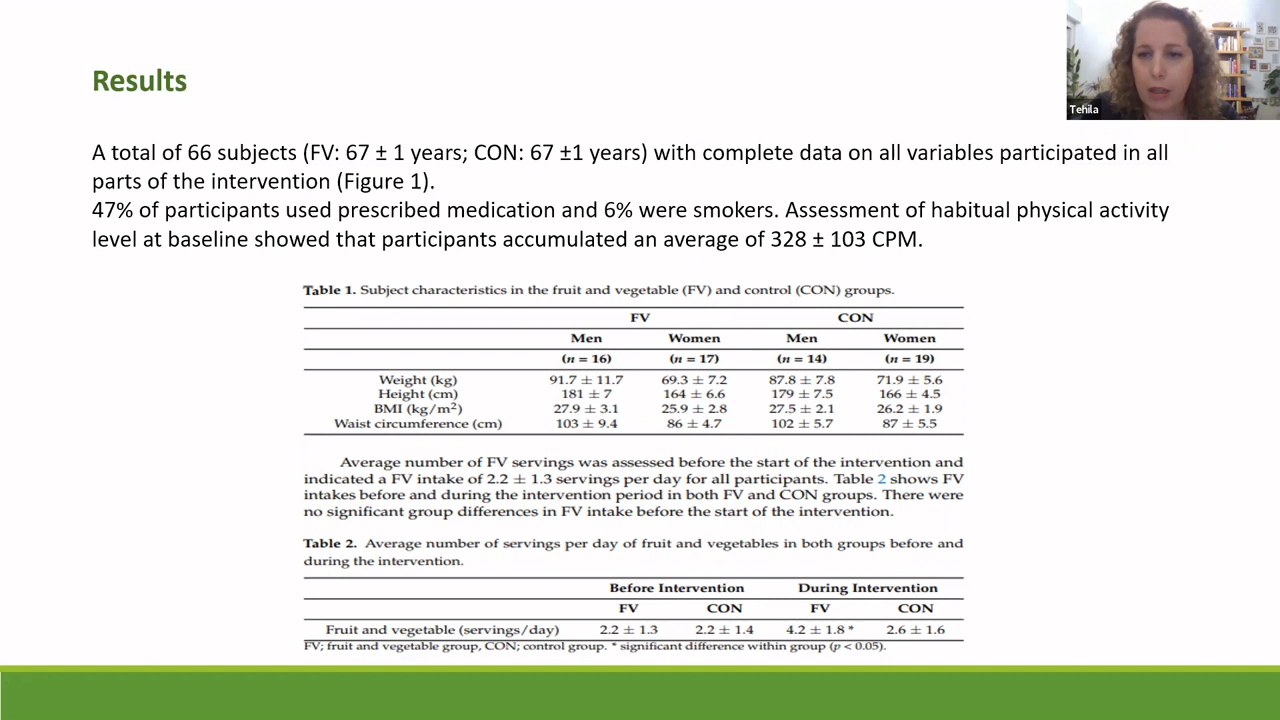 Results
Tehila
A total of 66 subjects (FV: 67 ± 1 years; CON: 67 ±1 years) with complete data on all variables participated in all
parts of the intervention (Figure 1).
47% of participants used prescribed medication and 6% were smokers. Assessment of habitual physical activity
level at baseline showed that participants accumulated an average of 328 ± 103 CPM.
Table 1. Subject characteristics in the fruit and vegetable (FV) and control (CON) groups.
FV CON
Men Women Men Women
(n = 16) (n = 17) (n = 14) (n = 19)
Weight (kg) 91.7 ± 11.7 69.3 ± 7.2 87.8 ± 7.8 71.9 ± 5.6
Height (cm) 181 ± 7 164 ± 6.6 179 ± 7.5 166 ± 4.5
BMI (kg/m²) 27.9 ± 3.1 25.9 ± 2.8 27.5 ± 2.1 26.2 ± 1.9
Waist circumference (cm) 103 ± 9.4 86 ± 4.7 102 ± 5.7 87 ± 5.5
Average number of FV servings was assessed before the start of the intervention and
indicated a FV intake of 2.2 ± 1.3 servings per day for all participants. Table 2 shows FV
intakes before and during the intervention period in both FV and CON groups. There were
no significant group differences in FV intake before the start of the intervention.
Table 2. Average number of servings per day of fruit and vegetables in both groups before and
during the intervention.
Before Intervention During Intervention
FV CON FV CON
Fruit and vegetable (servings/day) 2.2 ± 1.3 2.2 ± 1.4 4.2 ± 1.8 * 2.6 ± 1.6
FV; fruit and vegetable group, CON; control group. * significant difference within group (p < 0.05).